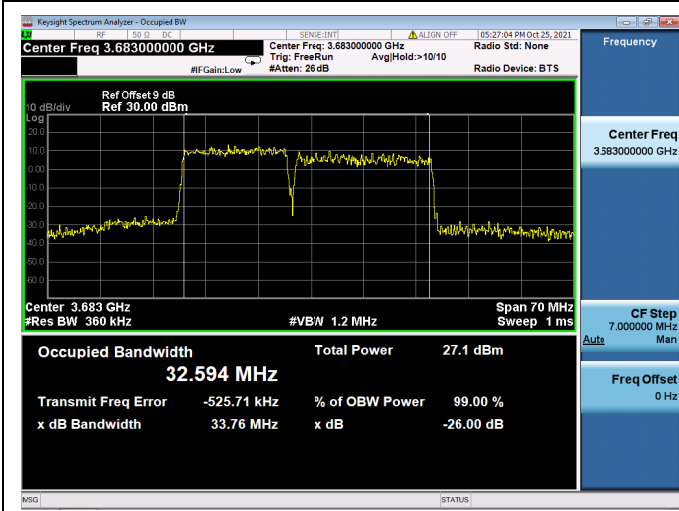 Keysight Spectrum Analyzer - Occupied BW
RF 50 Ω DC SENSE:INT ALIGN OFF 05:27:04 PM Oct 25, 2021
Center Freq 3.683000000 GHz
Center Freq: 3.683000000 GHz
Radio Std: None
Trig: FreeRun Avg|Hold:>10/10
#IFGain:Low
#Atten: 26dB
Radio Device: BTS
Ref Offset 9 dB
10 dB/div Ref 30.00 dBm
Log
20.0
10.0
0.00
-10.0
-20.0
-30.0
-40.0
-50.0
-60.0
Center 3.683 GHz Span 70 MHz
#Res BW 360 kHz #VBW 1.2 MHz Sweep 1 ms
Occupied Bandwidth Total Power 27.1 dBm
32.594 MHz
Transmit Freq Error -525.71 kHz % of OBW Power 99.00 %
x dB Bandwidth 33.76 MHz x dB -26.00 dB
MSG STATUS
Frequency
Center Freq
3.683000000 GHz
CF Step
7.000000 MHz
Auto Man
Freq Offset
0 Hz